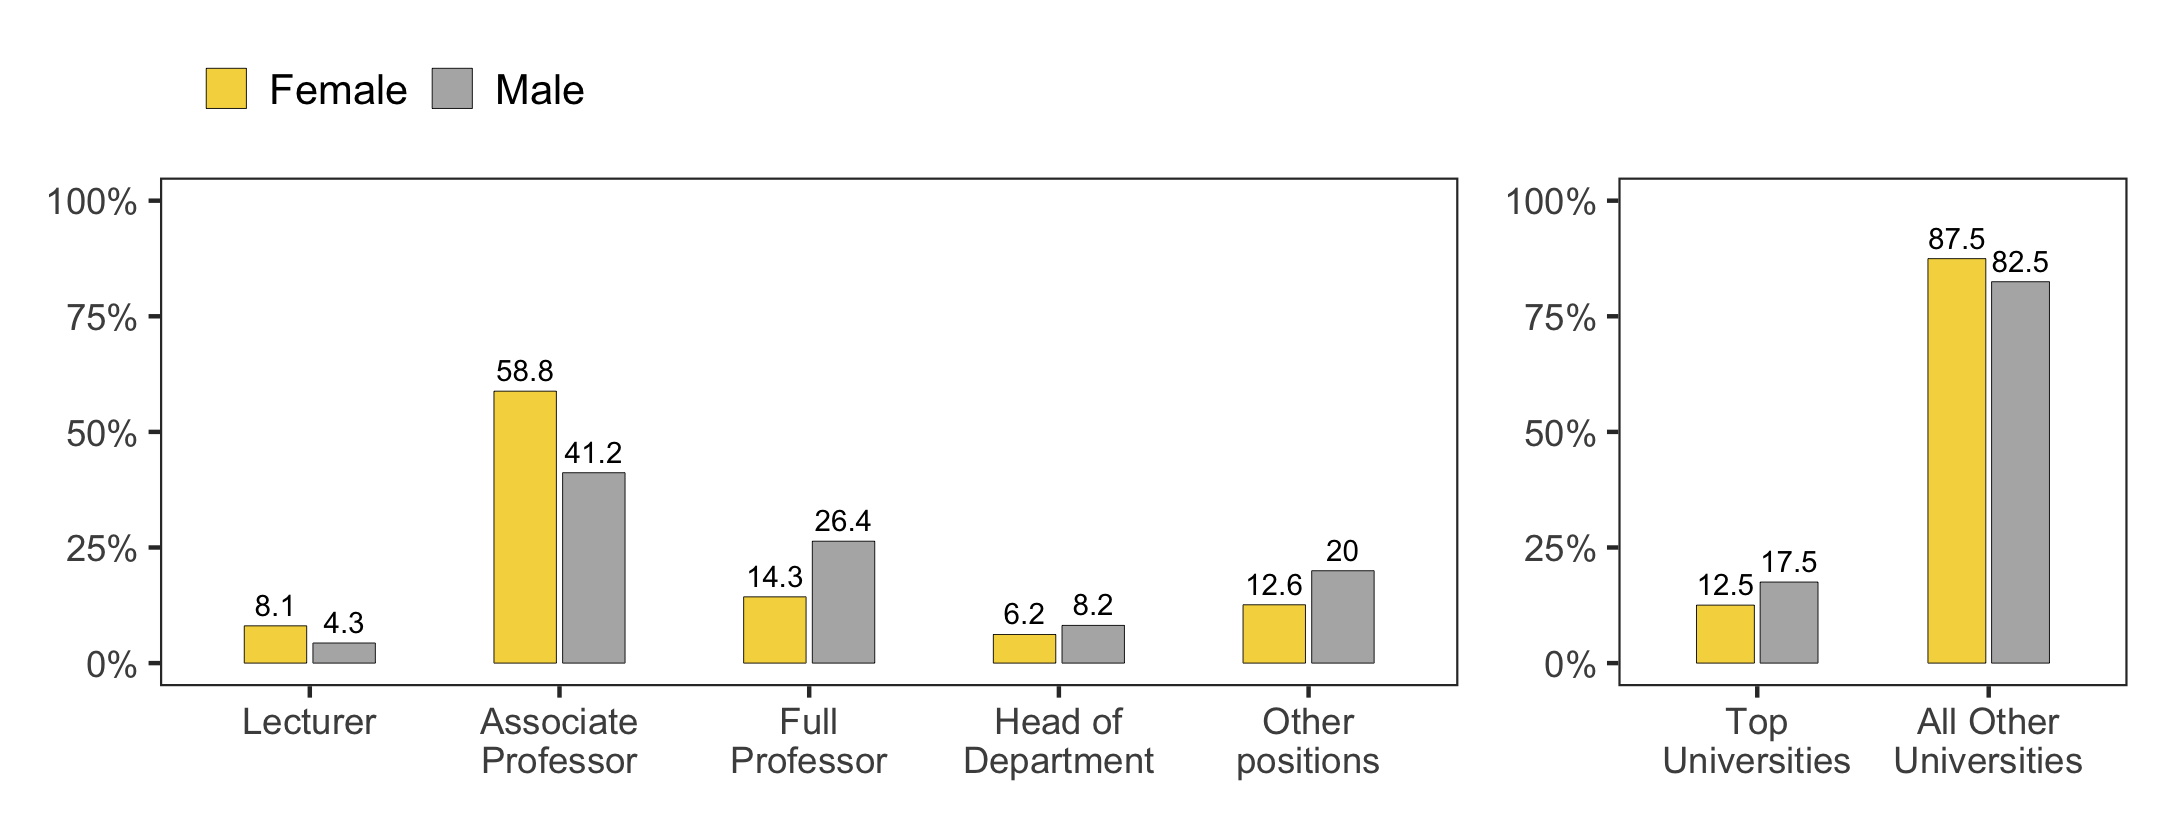 Female Male
100%
75%
50%
25%
0%
8.1
4.3
58.8
41.2
14.3
26.4
6.2
8.2
12.6
20
Lecturer
Associate
Professor
Full
Professor
Head of
Department
Other
positions
100%
75%
50%
25%
0%
12.5
17.5
87.5
82.5
Top
Universities
All Other
Universities